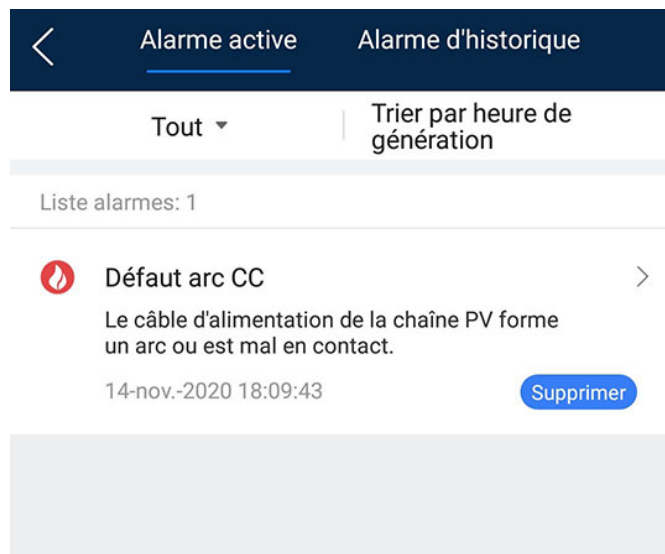 Alarme active
Alarme d'historique
Tout
Trier par heure de
génération
Liste alarmes: 1
Défaut arc CC
Le câble d'alimentation de la chaîne PV forme
un arc ou est mal en contact.
14-nov.-2020 18:09:43
Supprimer